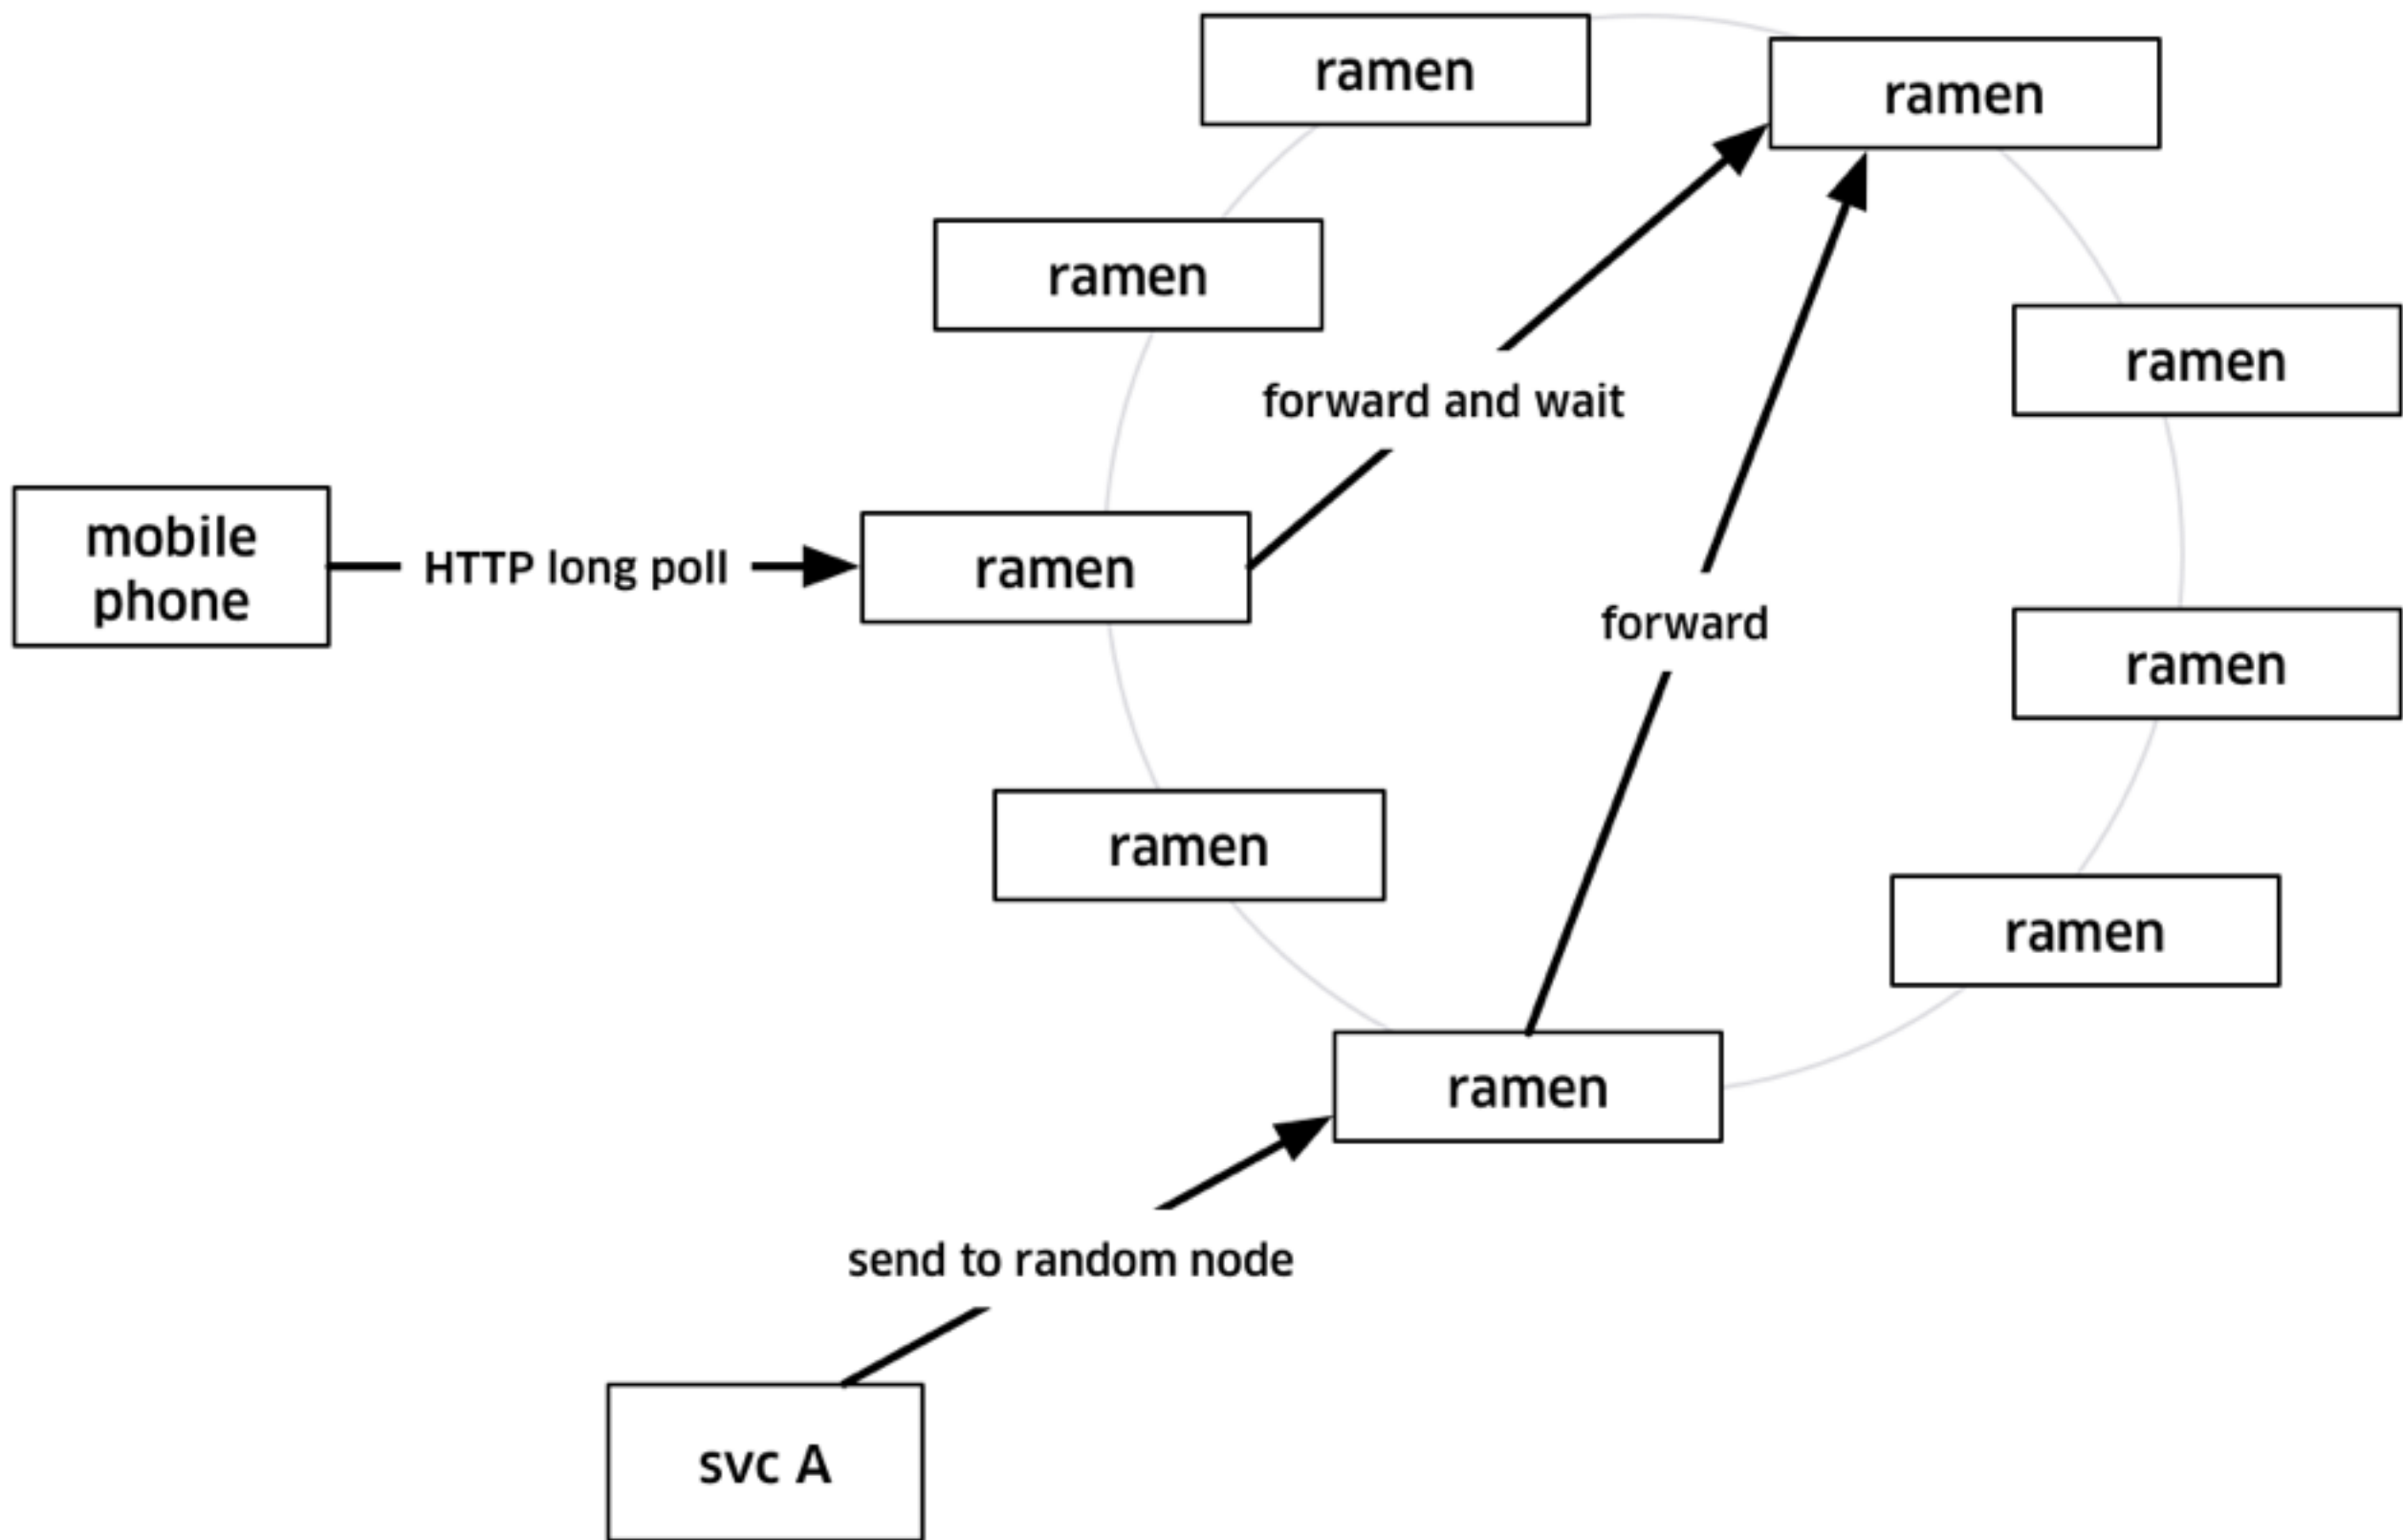 ramen
ramen
ramen
ramen
forward and wait
mobile
phone
HTTP long poll
ramen
forward
ramen
ramen
ramen
ramen
send to random node
svc A